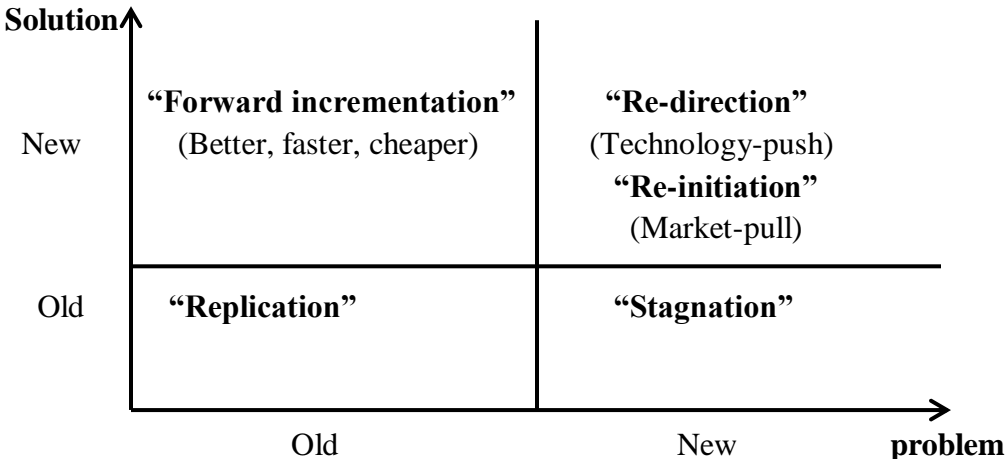 Solution
“Forward incrementation”
(Better, faster, cheaper)
“Re-direction”
(Technology-push)
“Re-initiation”
(Market-pull)
New
Old
“Replication”
“Stagnation”
Old
New
problem